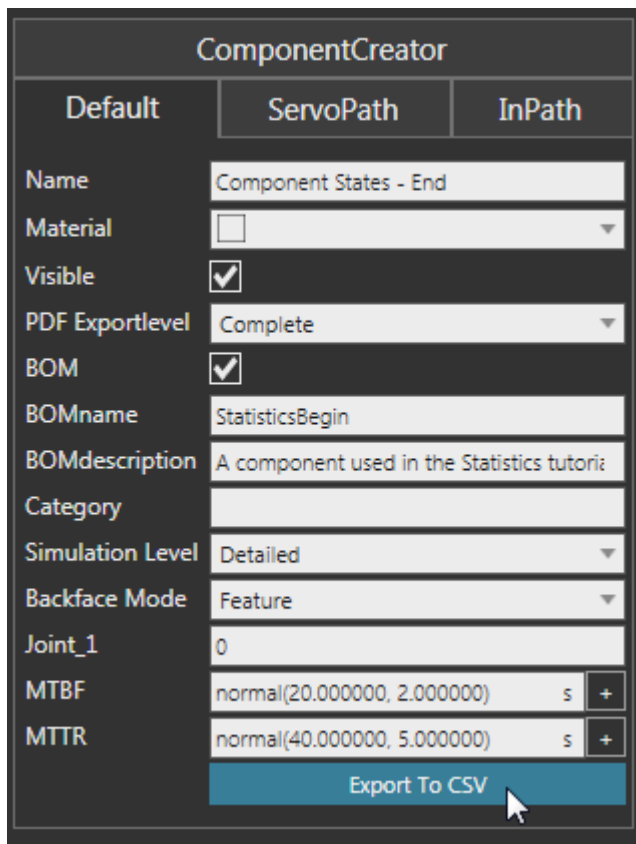 ComponentCreator
Default ServoPath InPath
Name Component States - End
Material
Visible
PDF Exportlevel Complete
BOM
BOMname StatisticsBegin
BOMdescription A component used in the Statistics tutoria
Category
Simulation Level Detailed
Backface Mode Feature
Joint_1 0
MTBF normal(20.000000, 2.000000) s +
MTTR normal(40.000000, 5.000000) s +
Export To CSV